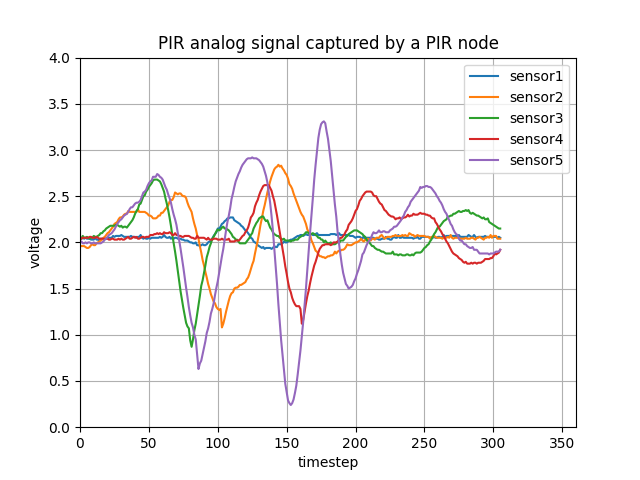 PIR analog signal captured by a PIR node
4.0
3.5
3.0
2.5
2.0
1.5
1.0
0.5
0.0
voltage
sensor1
sensor2
sensor3
sensor4
sensor5
0 50 100 150 200 250 300 350
timestep